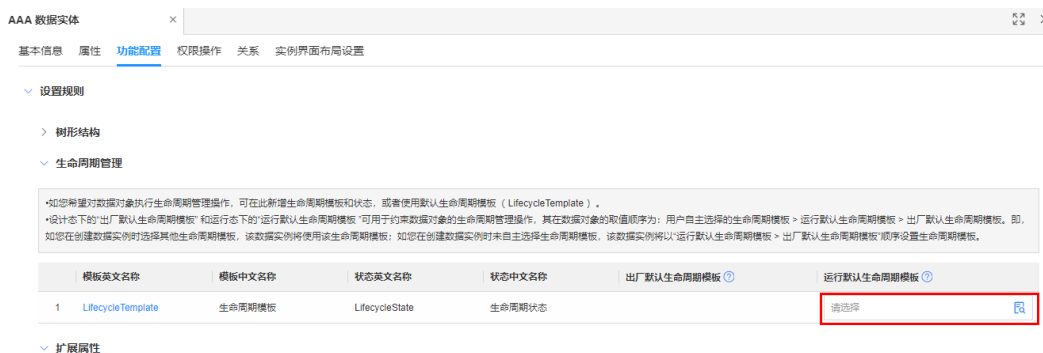 AAA 数据实体
基本信息 属性 功能配置 权限操作 关系 实例界面布局设置
设置规则
树形结构
生命周期管理
•如您希望对数据对象执行生命周期管理操作，可在此新增生命周期模板和状态，或者使用默认生命周期模板（LifecycleTemplate）。
•设计态下的“出厂默认生命周期模板” 和运行态下的“运行默认生命周期模板 ”可用于约束数据对象的生命周期管理操作，其在数据对象的取值顺序为：用户自主选择的生命周期模板 > 运行默认生命周期模板 > 出厂默认生命周期模板。即，
如您在创建数据实例时选择其他生命周期模板，该数据实例将使用该生命周期模板；如您在创建数据实例时未自主选择生命周期模板，该数据实例将以“运行默认生命周期模板 > 出厂默认生命周期模板”顺序设置生命周期模板。
模板英文名称 模板中文名称 状态英文名称 状态中文名称 出厂默认生命周期模板 运行默认生命周期模板
1 LifecycleTemplate 生命周期模板 LifecycleState 生命周期状态 请选择
扩展属性